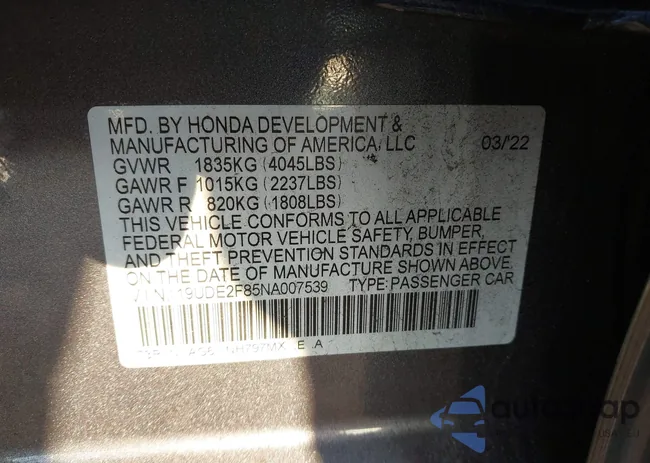 MFD. BY HONDA DEVELOPMENT &
MANUFACTURING OF AMERICA, LLC 03/22
GVWR 1835KG (4045LBS)
GAWR F 1015KG (2237LBS)
GAWR R 820KG (1808LBS)
THIS VEHICLE CONFORMS TO ALL APPLICABLE
FEDERAL MOTOR VEHICLE SAFETY, BUMPER,
AND THEFT PREVENTION STANDARDS IN EFFECT
ON THE DATE OF MANUFACTURE SHOWN ABOVE.
V.I.N. 19UDE2F85NA007539 TYPE: PASSENGER CAR
NH797MX E A
autostrap